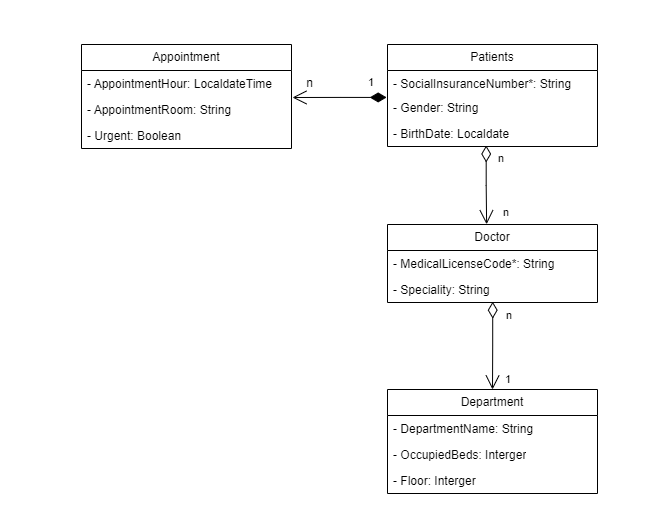 Appointment
- AppointmentHour: LocaldateTime
- AppointmentRoom: String
- Urgent: Boolean
n
1
Patients
- SocialInsuranceNumber*: String
- Gender: String
- BirthDate: Localdate
n
n
Doctor
- MedicalLicenseCode*: String
- Speciality: String
n
1
Department
- DepartmentName: String
- OccupiedBeds: Interger
- Floor: Interger